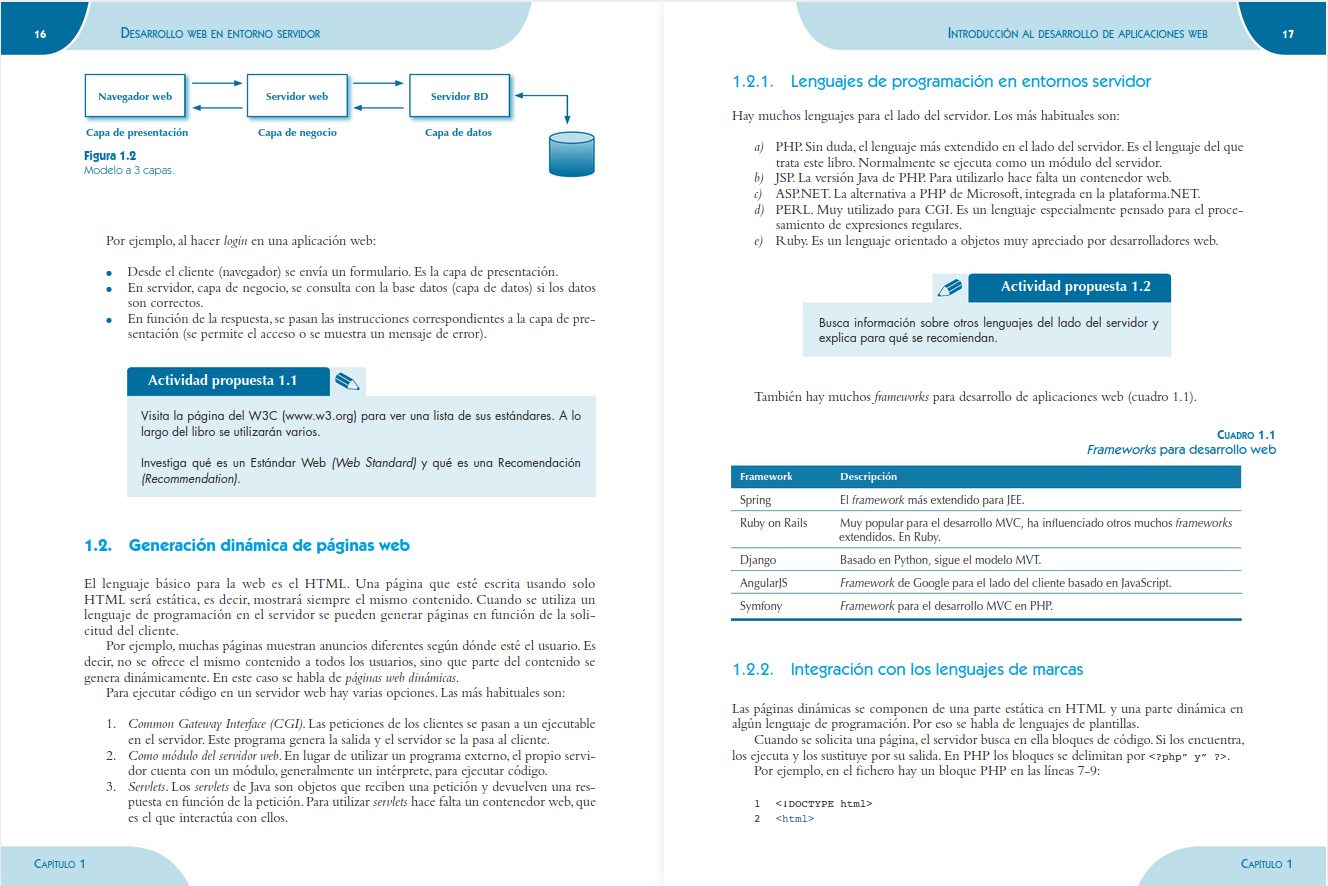 16
DESARROLLO WEB EN ENTORNO SERVIDOR
Navegador web
Servidor web
Servidor BD
Capa de presentación
Capa de negocio
Capa de datos
Figura 1.2
Modelo a 3 capas.
Por ejemplo, al hacer login en una aplicación web:
● Desde el cliente (navegador) se envía un formulario. Es la capa de presentación.
● En servidor, capa de negocio, se consulta con la base datos (capa de datos) si los datos
son correctos.
● En función de la respuesta, se pasan las instrucciones correspondientes a la capa de pre-
sentación (se permite el acceso o se muestra un mensaje de error).
Actividad propuesta 1.1
Visita la página del W3C (www.w3.org) para ver una lista de sus estándares. A lo
largo del libro se utilizarán varios.
Investiga qué es un Estándar Web (Web Standard) y qué es una Recomendación
(Recommendation).
1.2. Generación dinámica de páginas web
El lenguaje básico para la web es el HTML. Una página que esté escrita usando solo
HTML será estática, es decir, mostrará siempre el mismo contenido. Cuando se utiliza un
lenguaje de programación en el servidor se pueden generar páginas en función de la soli-
citud del cliente.
Por ejemplo, muchas páginas muestran anuncios diferentes según dónde esté el usuario. Es
decir, no se ofrece el mismo contenido a todos los usuarios, sino que parte del contenido se
genera dinámicamente. En este caso se habla de páginas web dinámicas.
Para ejecutar código en un servidor web hay varias opciones. Las más habituales son:
1. Common Gateway Interface (CGI). Las peticiones de los clientes se pasan a un ejecutable
en el servidor. Este programa genera la salida y el servidor se la pasa al cliente.
2. Como módulo del servidor web. En lugar de utilizar un programa externo, el propio servi-
dor cuenta con un módulo, generalmente un intérprete, para ejecutar código.
3. Servlets. Los servlets de Java son objetos que reciben una petición y devuelven una res-
puesta en función de la petición. Para utilizar servlets hace falta un contenedor web, que
es el que interactúa con ellos.
CAPÍTULO 1
INTRODUCCIÓN AL DESARROLLO DE APLICACIONES WEB
17
1.2.1. Lenguajes de programación en entornos servidor
Hay muchos lenguajes para el lado del servidor. Los más habituales son:
a) PHP. Sin duda, el lenguaje más extendido en el lado del servidor. Es el lenguaje del que
trata este libro. Normalmente se ejecuta como un módulo del servidor.
b) JSP. La versión Java de PHP. Para utilizarlo hace falta un contenedor web.
c) ASP.NET. La alternativa a PHP de Microsoft, integrada en la plataforma.NET.
d) PERL. Muy utilizado para CGI. Es un lenguaje especialmente pensado para el proce-
samiento de expresiones regulares.
e) Ruby. Es un lenguaje orientado a objetos muy apreciado por desarrolladores web.
Actividad propuesta 1.2
Busca información sobre otros lenguajes del lado del servidor y
explica para qué se recomiendan.
También hay muchos frameworks para desarrollo de aplicaciones web (cuadro 1.1).
CUADRO 1.1
Frameworks para desarrollo web
Framework Descripción
Spring El framework más extendido para JEE.
Ruby on Rails Muy popular para el desarrollo MVC, ha influenciado otros muchos frameworks
extendidos. En Ruby.
Django Basado en Python, sigue el modelo MVT.
AngularJS Framework de Google para el lado del cliente basado en JavaScript.
Symfony Framework para el desarrollo MVC en PHP.
1.2.2. Integración con los lenguajes de marcas
Las páginas dinámicas se componen de una parte estática en HTML y una parte dinámica en
algún lenguaje de programación. Por eso se habla de lenguajes de plantillas.
Cuando se solicita una página, el servidor busca en ella bloques de código. Si los encuentra,
los ejecuta y los sustituye por su salida. En PHP los bloques se delimitan por <?php” y” ?>.
Por ejemplo, en el fichero hay un bloque PHP en las líneas 7-9:
1 <!DOCTYPE html>
2 <html>
CAPÍTULO 1